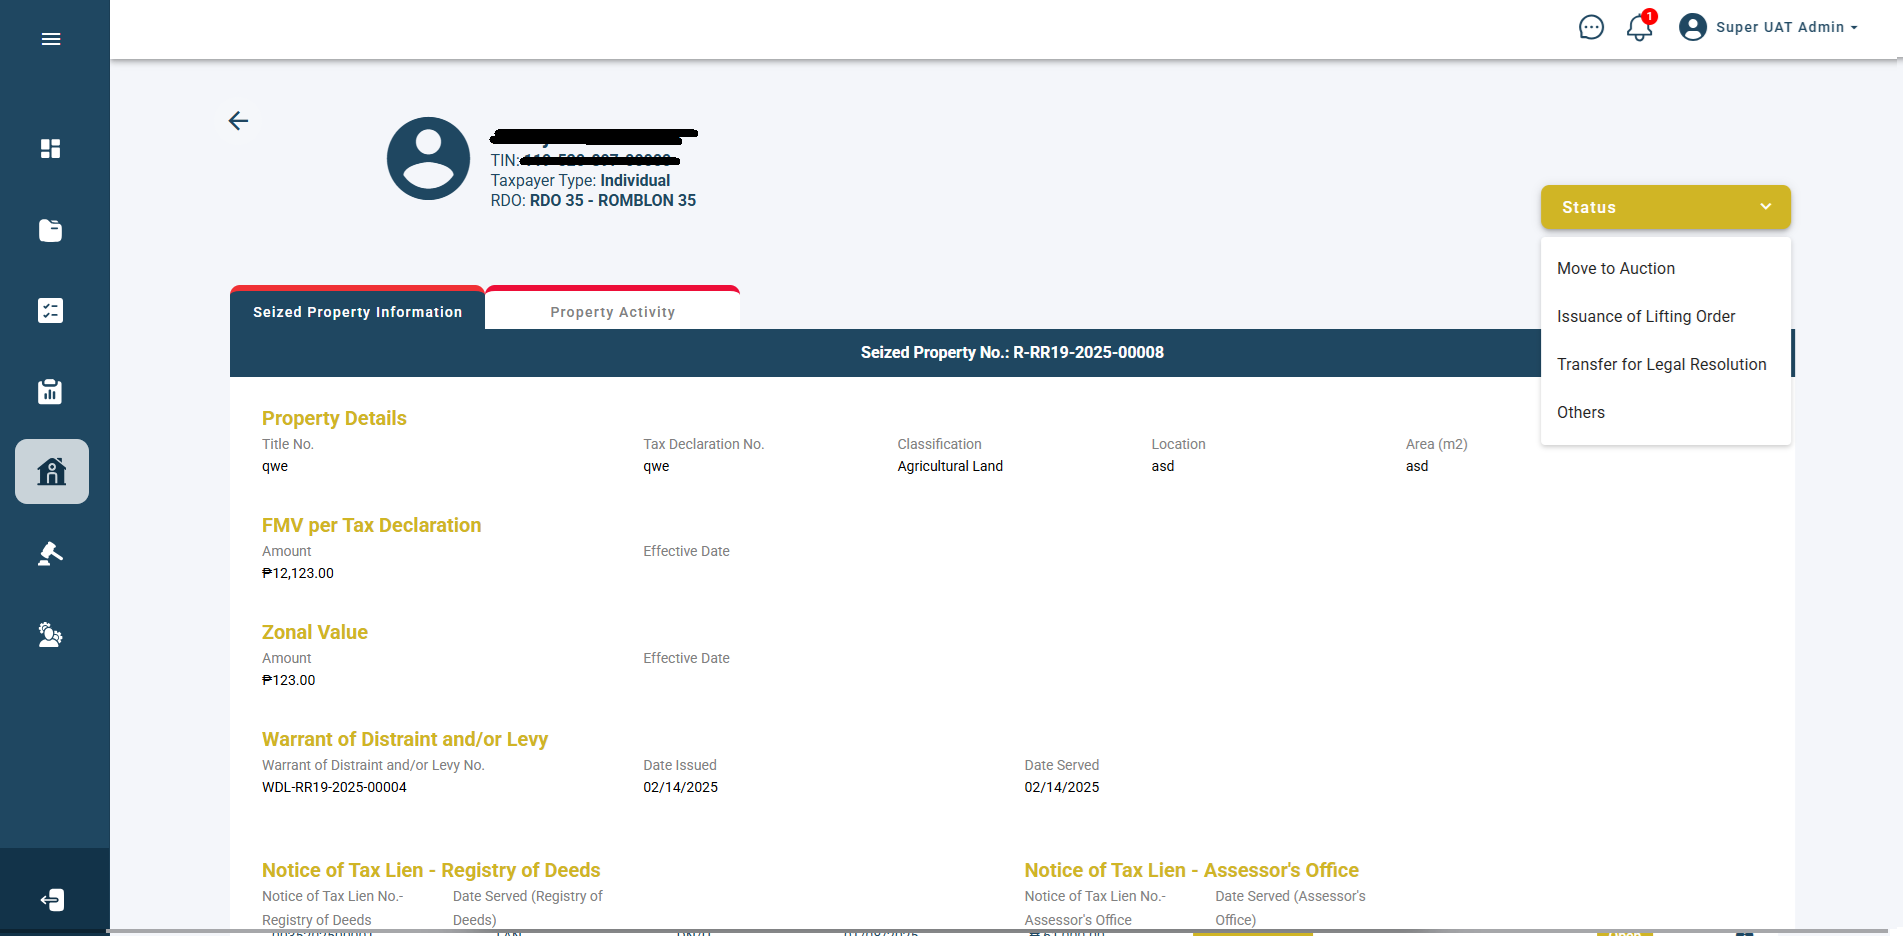 1
Super UAT Admin
TIN:
Taxpayer Type: Individual
RDO: RDO 35 - ROMBLON 35
Status
Move to Auction
Issuance of Lifting Order
Transfer for Legal Resolution
Others
Seized Property Information
Property Activity
Seized Property No.: R-RR19-2025-00008
Property Details
Title No. Tax Declaration No. Classification Location Area (m2)
qwe qwe Agricultural Land asd asd
FMV per Tax Declaration
Amount Effective Date
₱12,123.00
Zonal Value
Amount Effective Date
₱123.00
Warrant of Distraint and/or Levy
Warrant of Distraint and/or Levy No. Date Issued Date Served
WDL-RR19-2025-00004 02/14/2025 02/14/2025
Notice of Tax Lien - Registry of Deeds
Notice of Tax Lien No.- Date Served (Registry of
Registry of Deeds Deeds)
Notice of Tax Lien - Assessor's Office
Notice of Tax Lien No.- Date Served (Assessor's
Assessor's Office Office)